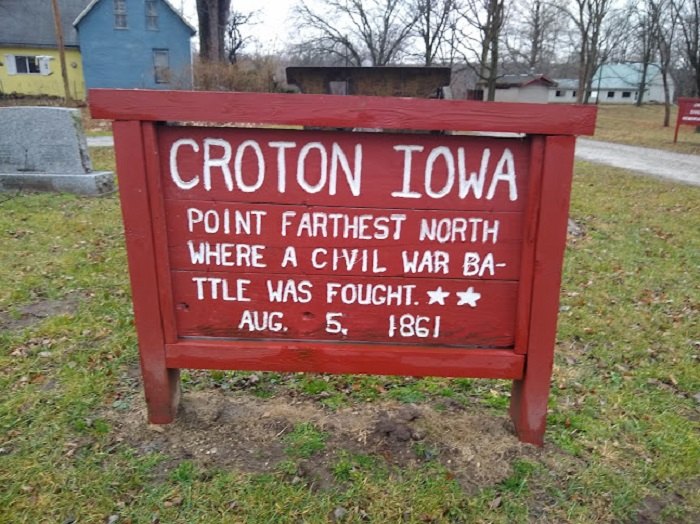 CROTON IOWA
POINT FARTHEST NORTH
WHERE A CIVIL WAR BA-
TTLE WAS FOUGHT. ★★
AUG. 5, 1861